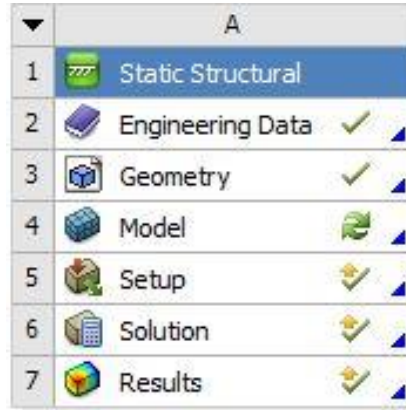 A
1 Static Structural
2 Engineering Data
3 Geometry
4 Model
5 Setup
6 Solution
7 Results